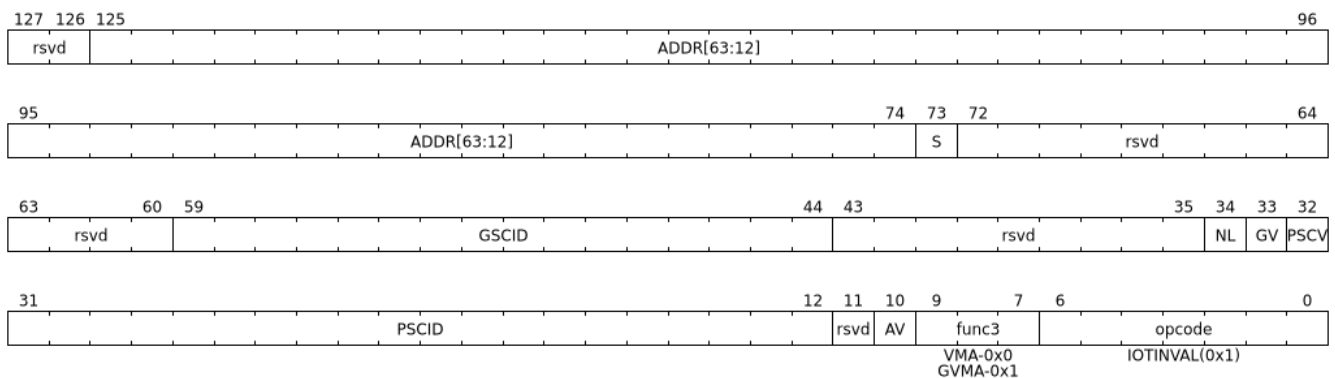 127 126 125 96
rsvd ADDR[63:12]
95 74 73 72 64
ADDR[63:12] S rsvd
63 60 59 44 43 35 34 33 32
rsvd GSCID rsvd NL GV PSCV
31 12 11 10 9 7 6 0
PSCID rsvd AV func3 opcode
VMA-0x0 IOTINVAL(0x1)
GVMA-0x1